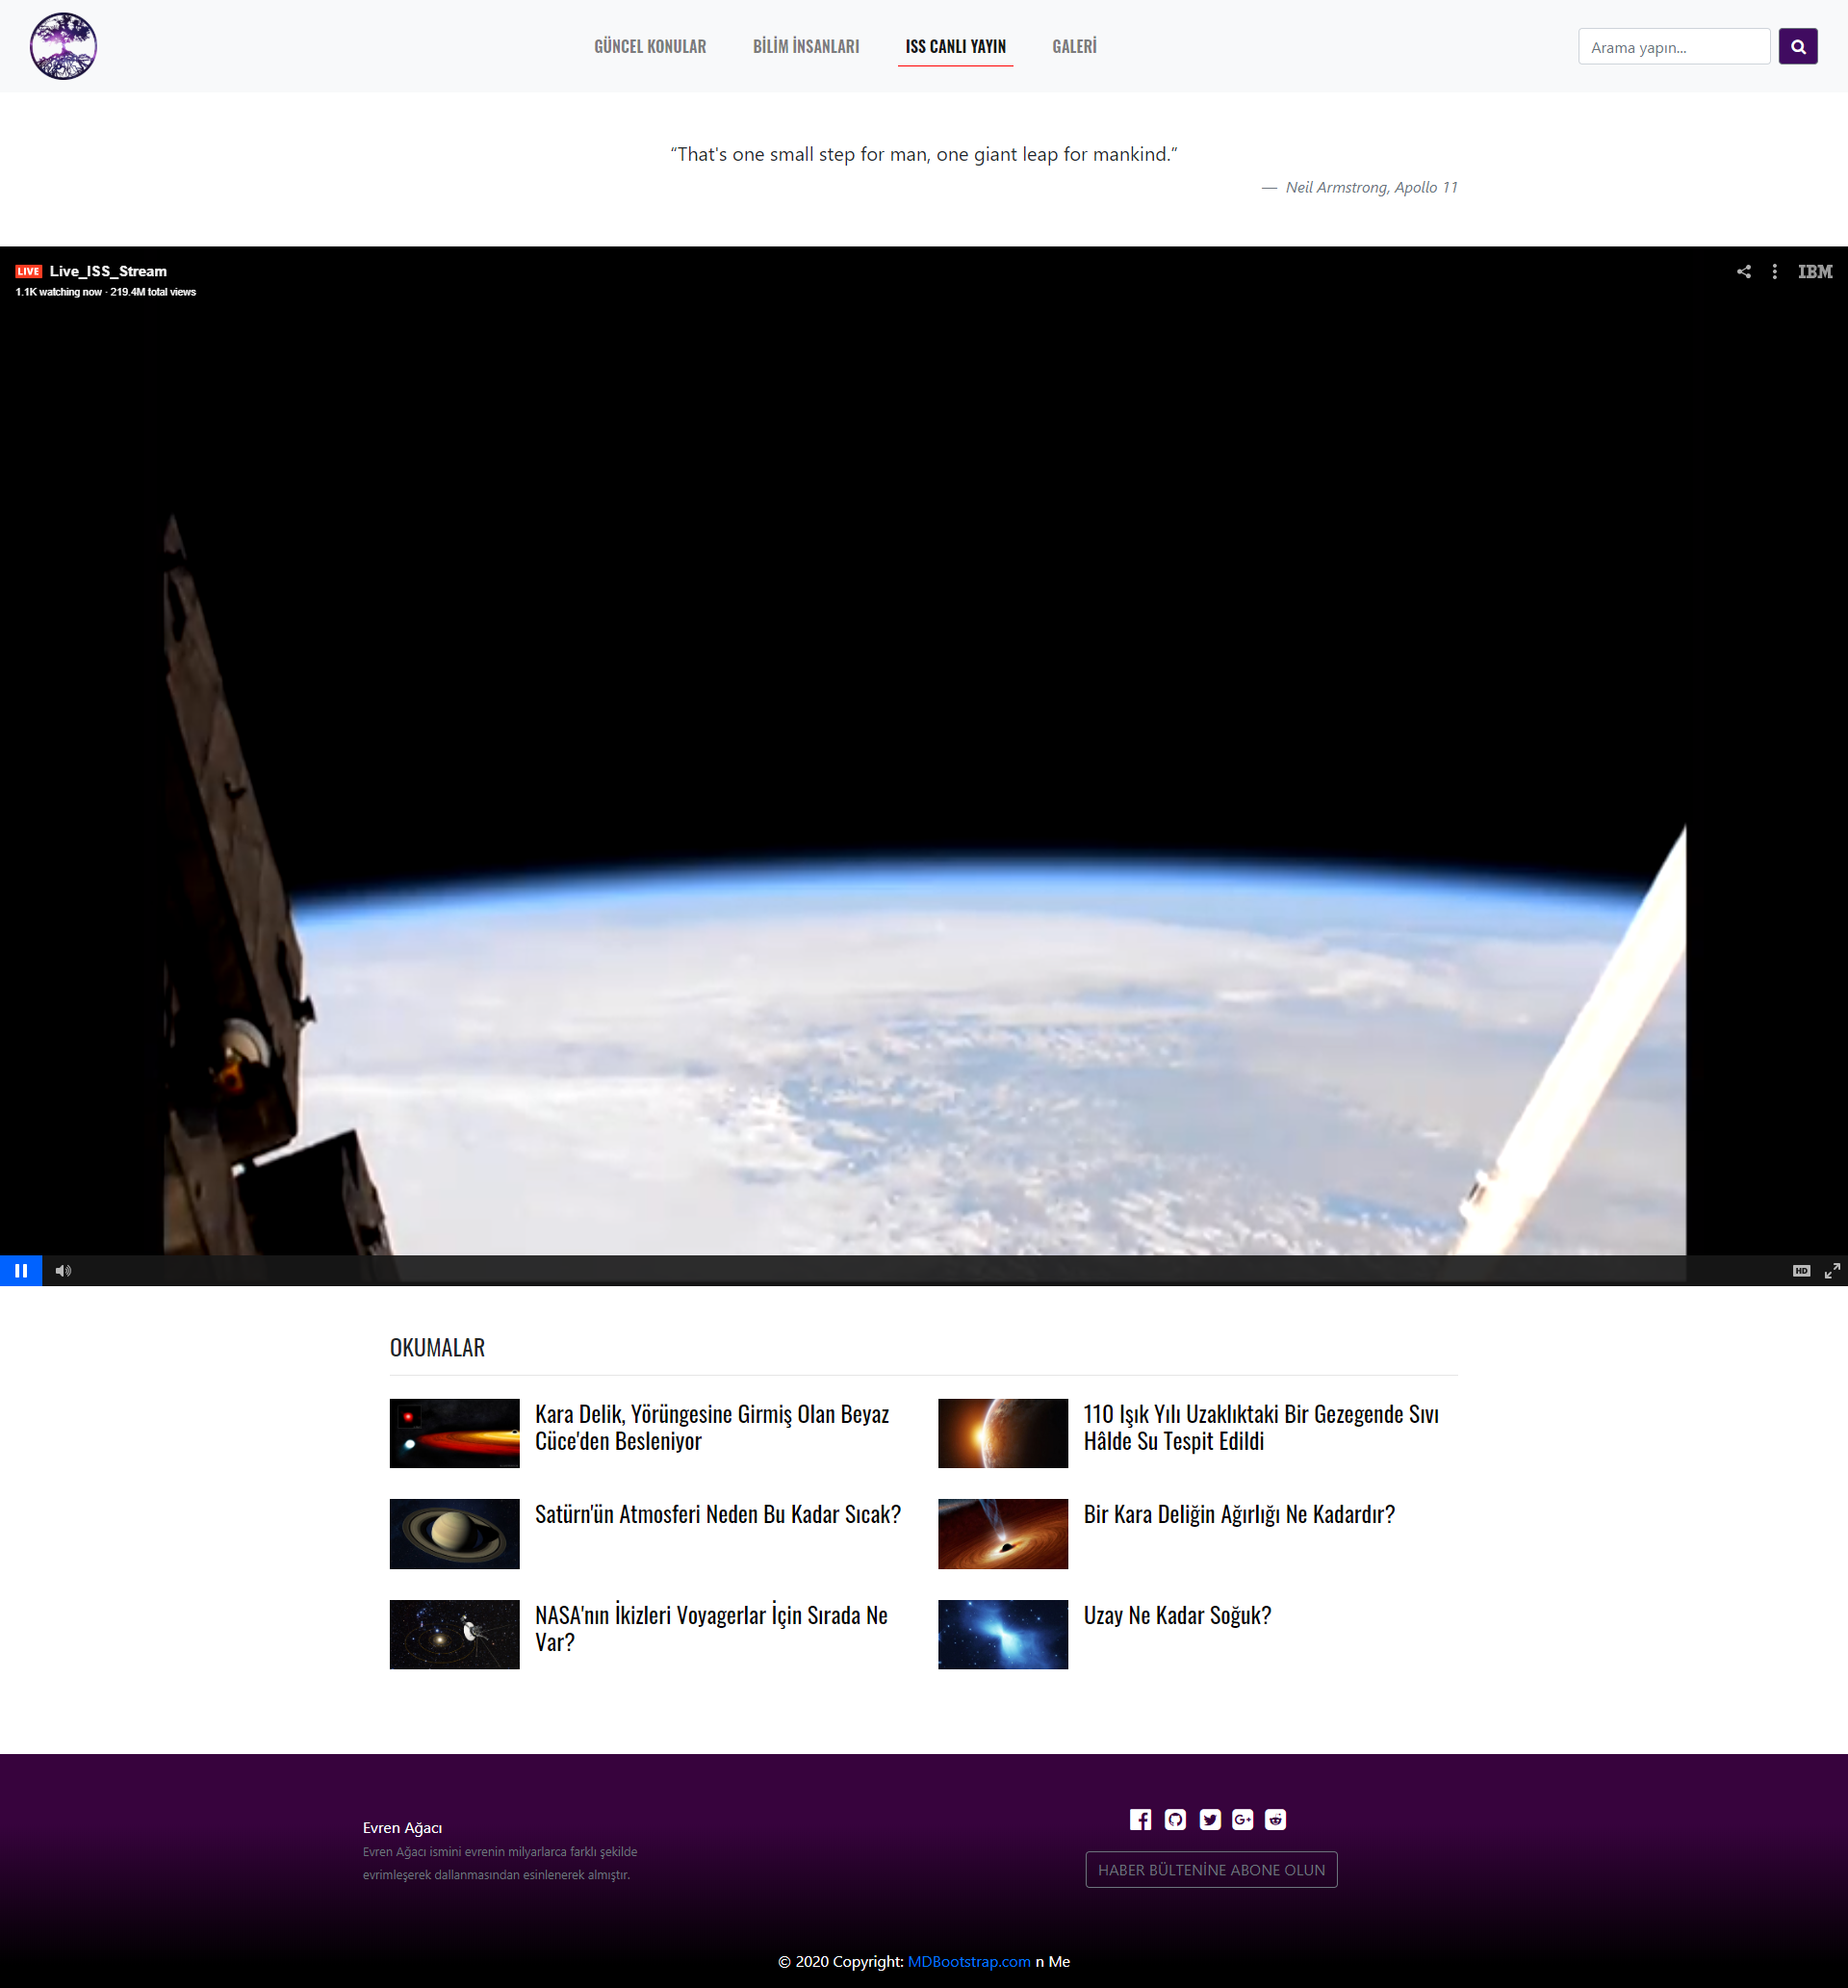 GÜNCEL KONULAR
BİLİM İNSANLARI
ISS CANLI YAYIN
GALERİ
Arama yapın...
“That's one small step for man, one giant leap for mankind.”
— Neil Armstrong, Apollo 11
LIVE Live_ISS_Stream
1.1K watching now · 219.4M total views
IBM
HD
OKUMALAR
Kara Delik, Yörüngesine Girmiş Olan Beyaz
Cüce'den Besleniyor
110 Işık Yılı Uzaklıktaki Bir Gezegende Sıvı
Hâlde Su Tespit Edildi
Satürn'ün Atmosferi Neden Bu Kadar Sıcak?
Bir Kara Deliğin Ağırlığı Ne Kadardır?
NASA'nın İkizleri Voyagerlar İçin Sırada Ne
Var?
Uzay Ne Kadar Soğuk?
Evren Ağacı
Evren Ağacı ismini evrenin milyarlarca farklı şekilde
evrimleşerek dallanmasından esinlenerek almıştır.
G+
HABER BÜLTENİNE ABONE OLUN
© 2020 Copyright: MDBootstrap.com n Me